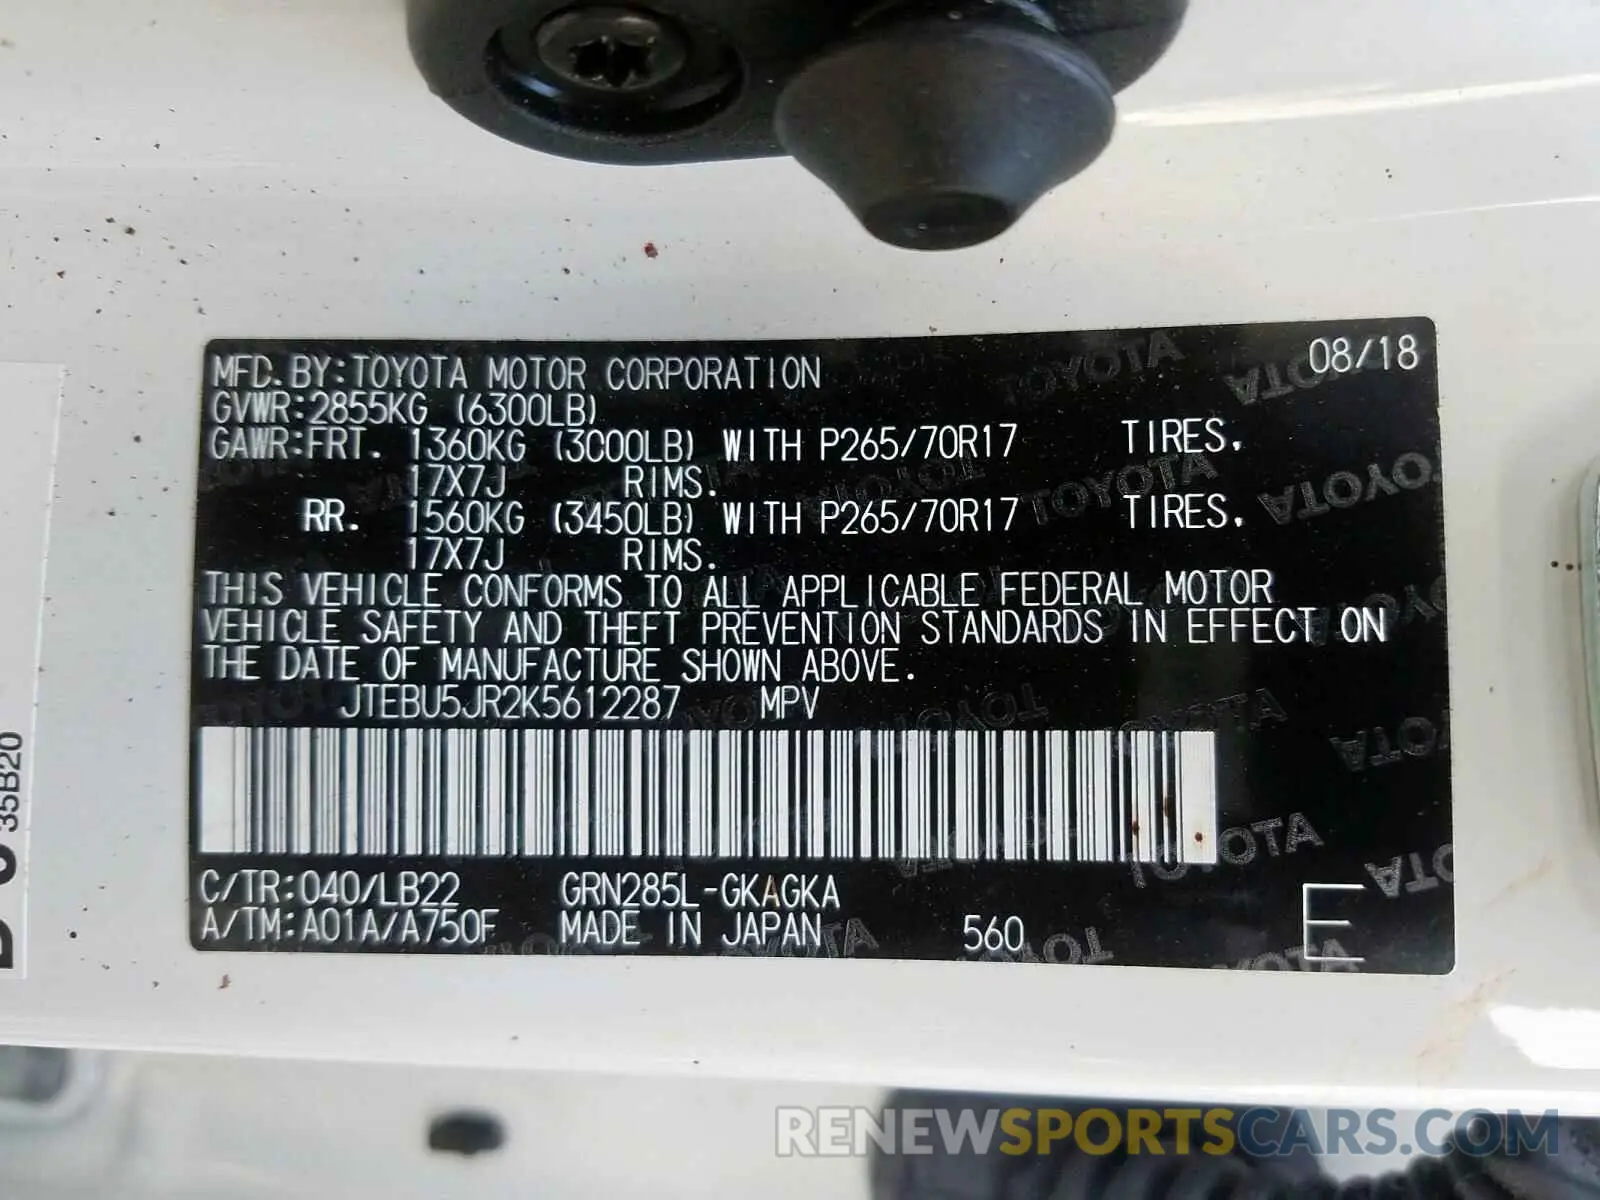 MFD. BY:TOYOTA MOTOR CORPORATION 08/18
GVWR:2855KG (6300LB)
GAWR:FRT. 1360KG (3000LB) WITH P265/70R17 TIRES,
17X7J RIMS.
RR. 1560KG (3450LB) WITH P265/70R17 TIRES,
17X7J RIMS.
THIS VEHICLE CONFORMS TO ALL APPLICABLE FEDERAL MOTOR
VEHICLE SAFETY AND THEFT PREVENTION STANDARDS IN EFFECT ON
THE DATE OF MANUFACTURE SHOWN ABOVE.
JTEBU5JR2K5612287 MPV
C/TR:040/LB22 GRN285L-GKAGKA
A/TM:A01A/A750F MADE IN JAPAN 560 E
35B20
RENEWSPORTSCARS.COM